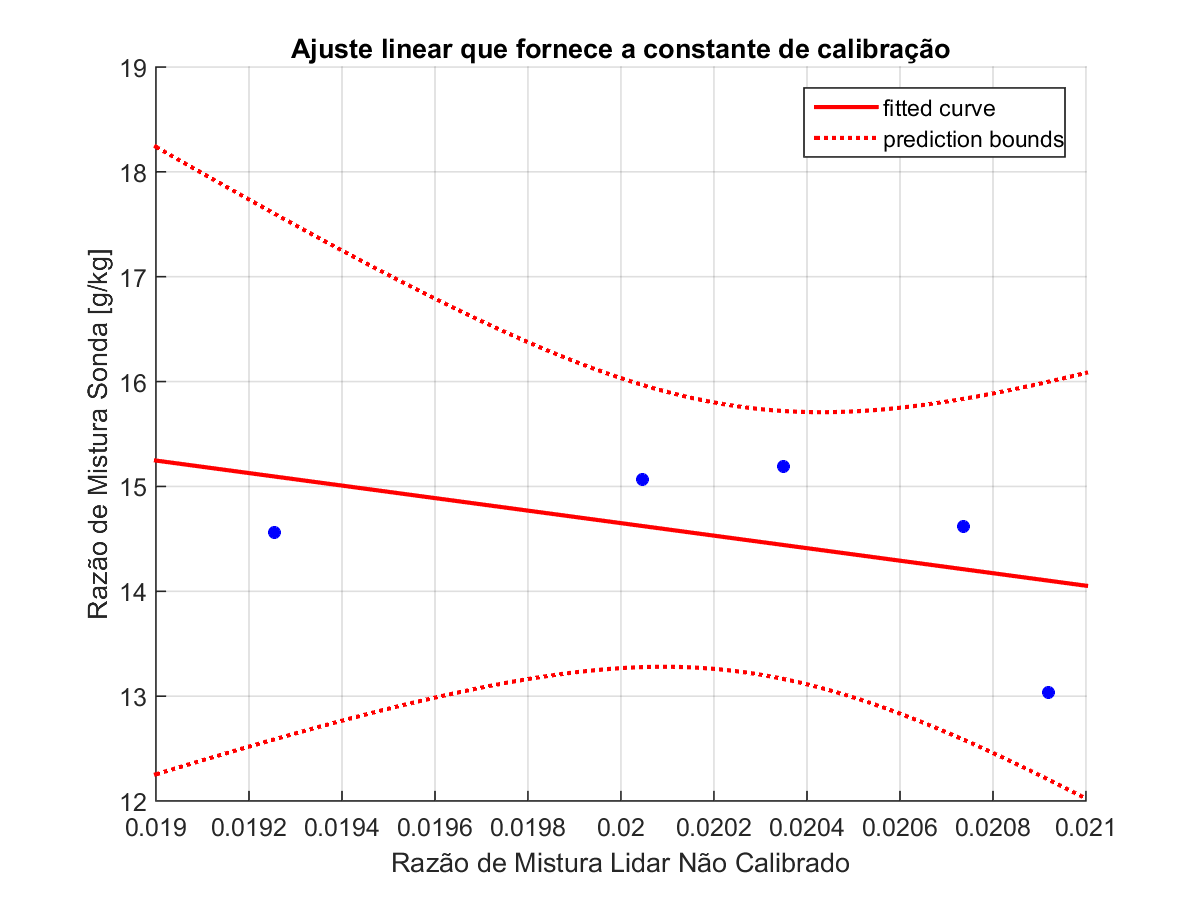 Ajuste linear que fornece a constante de calibração
19
18
17
16
15
14
13
12
Razão de Mistura Sonda [g/kg]
fitted curve
prediction bounds
0.019 0.0192 0.0194 0.0196 0.0198 0.02 0.0202 0.0204 0.0206 0.0208 0.021
Razão de Mistura Lidar Não Calibrado